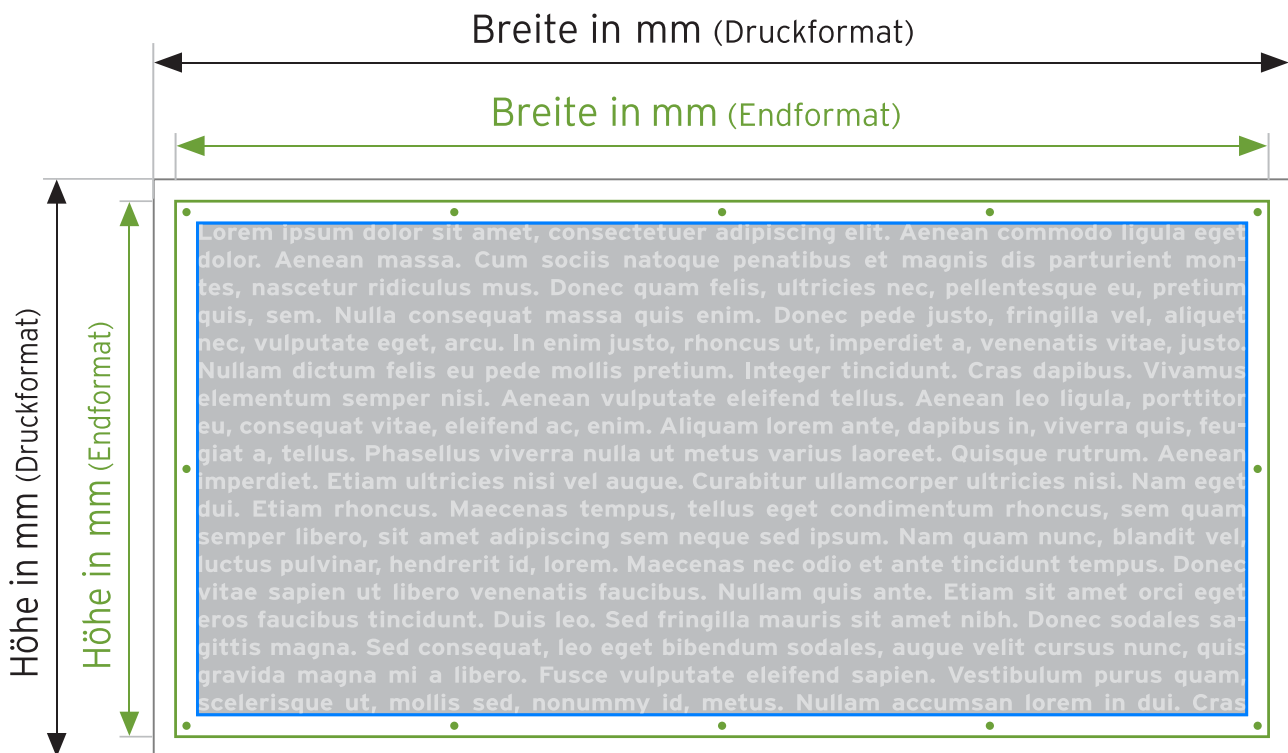 Breite in mm (Druckformat)
Breite in mm (Endformat)
Höhe in mm (Druckformat)
Höhe in mm (Endformat)
Lorem ipsum dolor sit amet, consectetuer adipiscing elit. Aenean commodo ligula eget
dolor. Aenean massa. Cum sociis natoque penatibus et magnis dis parturient mon-
tes, nascetur ridiculus mus. Donec quam felis, ultricies nec, pellentesque eu, pretium
quis, sem. Nulla consequat massa quis enim. Donec pede justo, fringilla vel, aliquet
nec, vulputate eget, arcu. In enim justo, rhoncus ut, imperdiet a, venenatis vitae, justo.
Nullam dictum felis eu pede mollis pretium. Integer tincidunt. Cras dapibus. Vivamus
elementum semper nisi. Aenean vulputate eleifend tellus. Aenean leo ligula, porttitor
eu, consequat vitae, eleifend ac, enim. Aliquam lorem ante, dapibus in, viverra quis, feu-
giat a, tellus. Phasellus viverra nulla ut metus varius laoreet. Quisque rutrum. Aenean
imperdiet. Etiam ultricies nisi vel augue. Curabitur ullamcorper ultricies nisi. Nam eget
dui. Etiam rhoncus. Maecenas tempus, tellus eget condimentum rhoncus, sem quam
semper libero, sit amet adipiscing sem neque sed ipsum. Nam quam nunc, blandit vel,
luctus pulvinar, hendrerit id, lorem. Maecenas nec odio et ante tincidunt tempus. Donec
vitae sapien ut libero venenatis faucibus. Nullam quis ante. Etiam sit amet orci eget
eros faucibus tincidunt. Duis leo. Sed fringilla mauris sit amet nibh. Donec sodales sa-
gittis magna. Sed consequat, leo eget bibendum sodales, augue velit cursus nunc, quis
gravida magna mi a libero. Fusce vulputate eleifend sapien. Vestibulum purus quam,
scelerisque ut, mollis sed, nonummy id, metus. Nullam accumsan lorem in dui. Cras